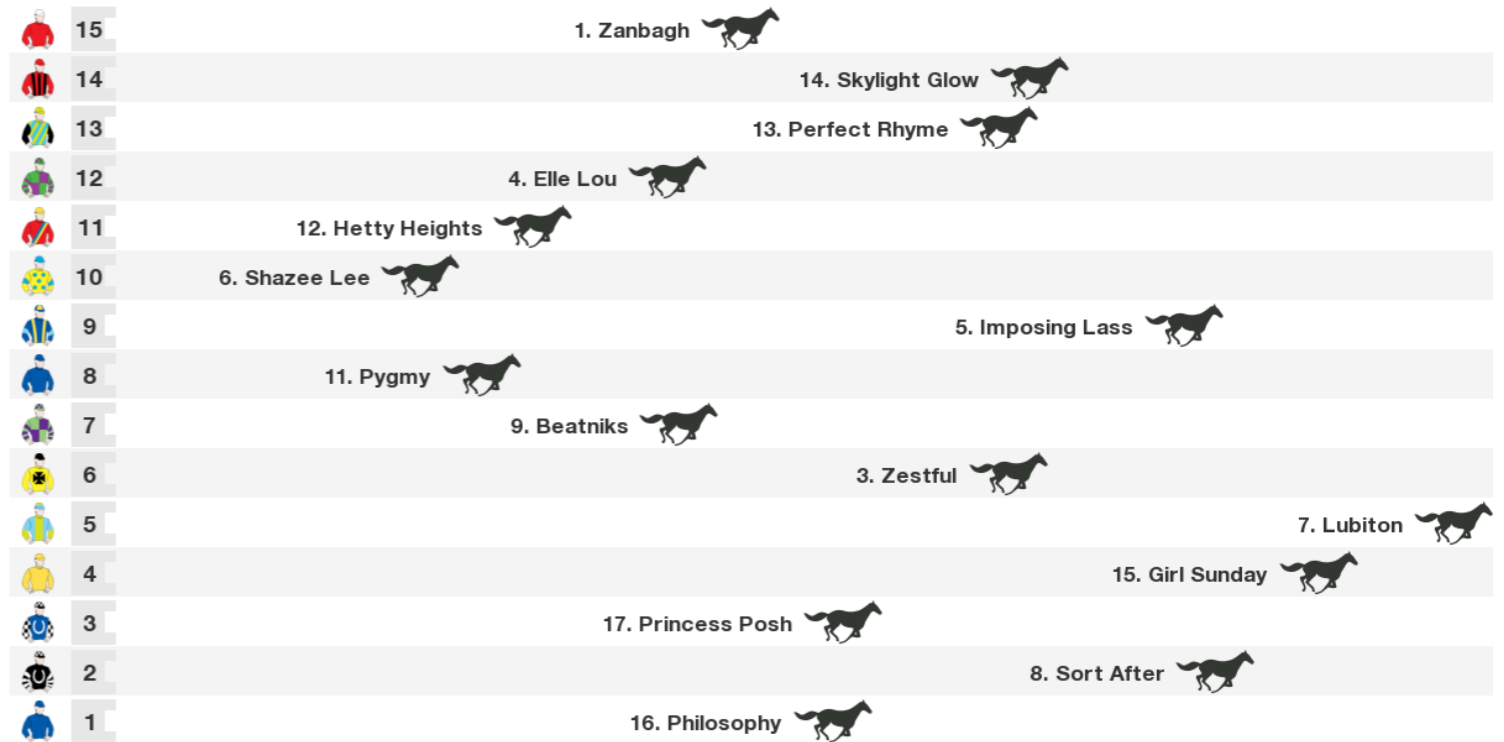 15 1. Zanbagh
14 14. Skylight Glow
13 13. Perfect Rhyme
12 4. Elle Lou
11 12. Hetty Heights
10 6. Shazee Lee
9 5. Imposing Lass
8 11. Pygmy
7 9. Beatniks
6 3. Zestful
5 7. Lubiton
4 15. Girl Sunday
3 17. Princess Posh
2 8. Sort After
1 16. Philosophy